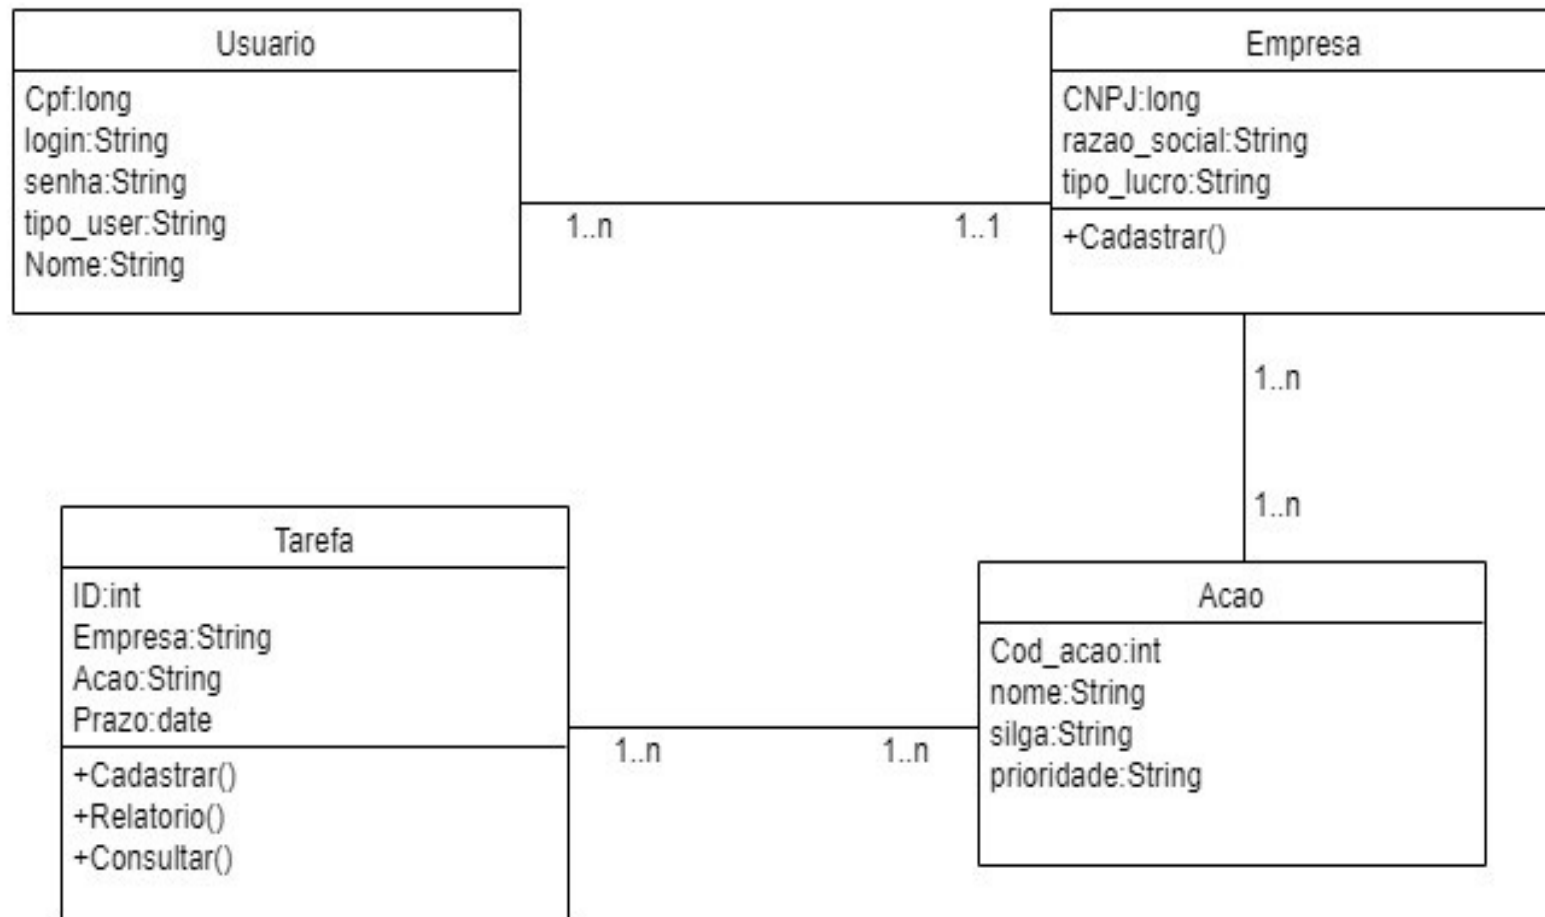 Usuario
Cpf:long
login:String
senha:String
tipo_user:String
Nome:String
1..n
1..1
Empresa
CNPJ:long
razao_social:String
tipo_lucro:String
+Cadastrar()
1..n
1..n
Tarefa
ID:int
Empresa:String
Acao:String
Prazo:date
+Cadastrar()
+Relatorio()
+Consultar()
1..n
1..n
Acao
Cod_acao:int
nome:String
silga:String
prioridade:String